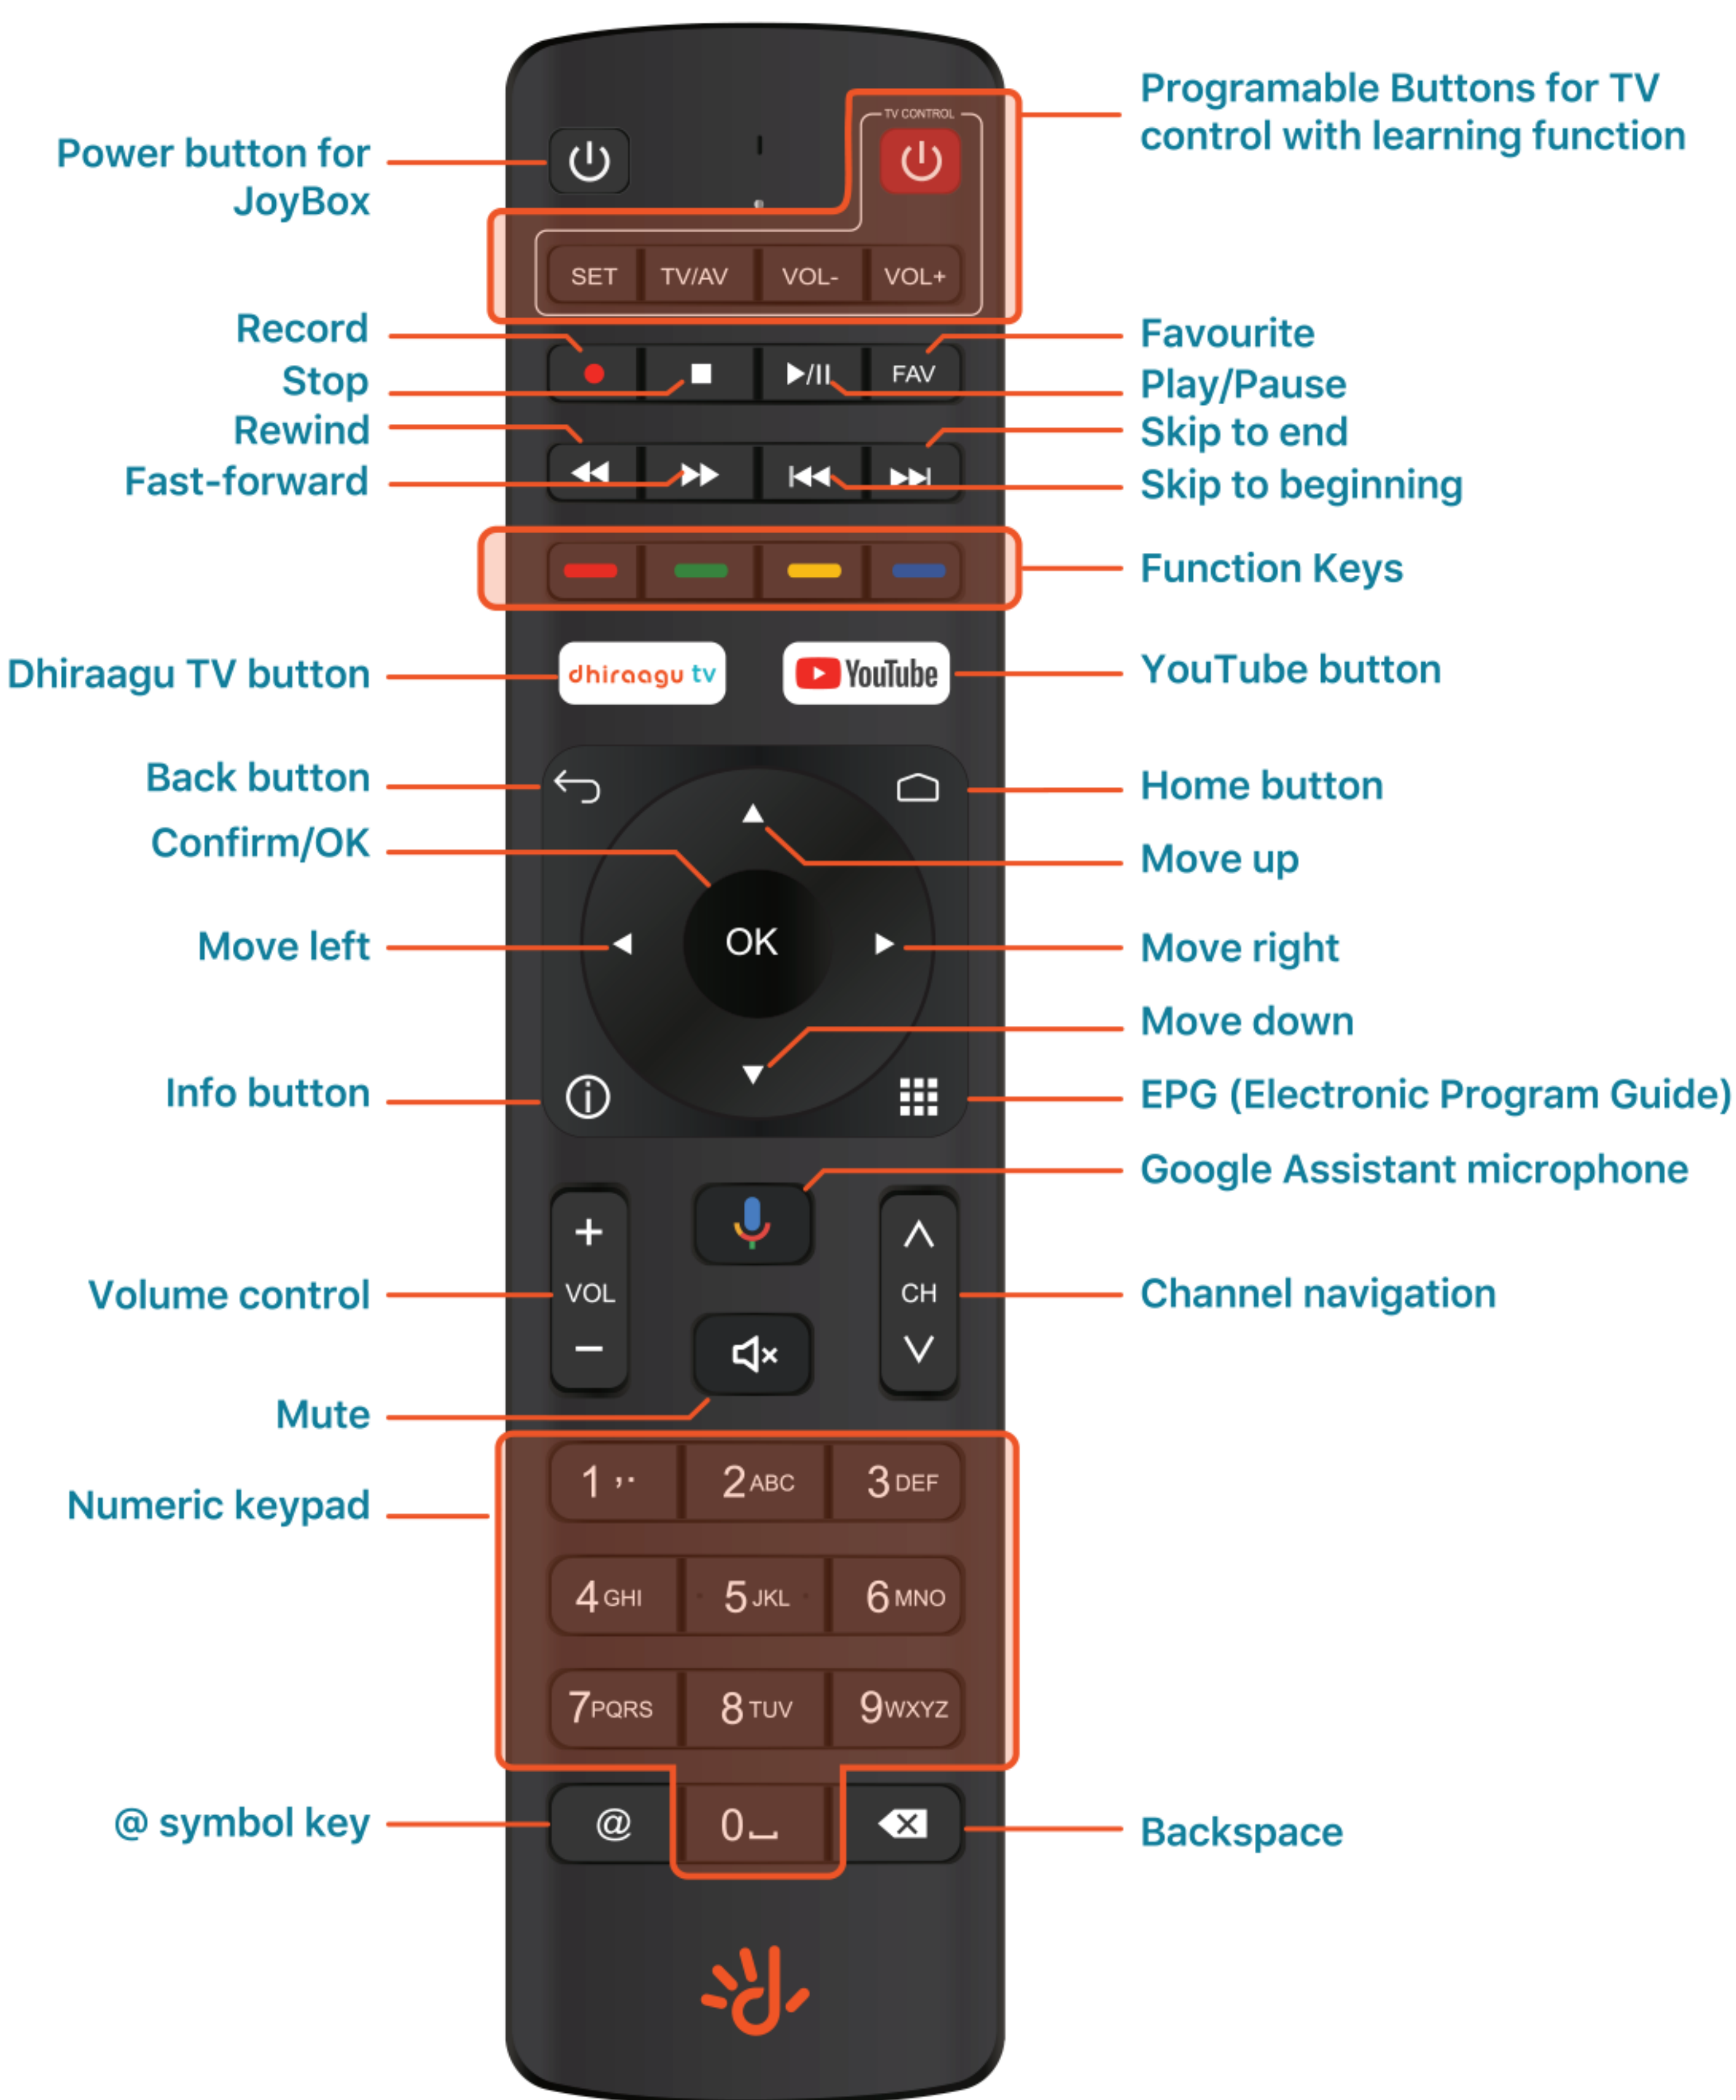 Programable Buttons for TV
control with learning function
Power button for
JoyBox
TV CONTROL
SET TV/AV VOL- VOL+
Record
Stop
Rewind
Fast-forward
FAV
Favourite
Play/Pause
Skip to end
Skip to beginning
Function Keys
Dhiraagu TV button
dhiraagu tv
YouTube
YouTube button
Back button
Home button
Confirm/OK
Move up
Move left
OK
Move right
Move down
Info button
EPG (Electronic Program Guide)
Google Assistant microphone
+
Volume control
VOL
CH
Channel navigation
−
Mute
Numeric keypad
1 ,. 2 ABC 3 DEF
4 GHI 5 JKL 6 MNO
7 PQRS 8 TUV 9 WXYZ
@ symbol key
@ 0
Backspace